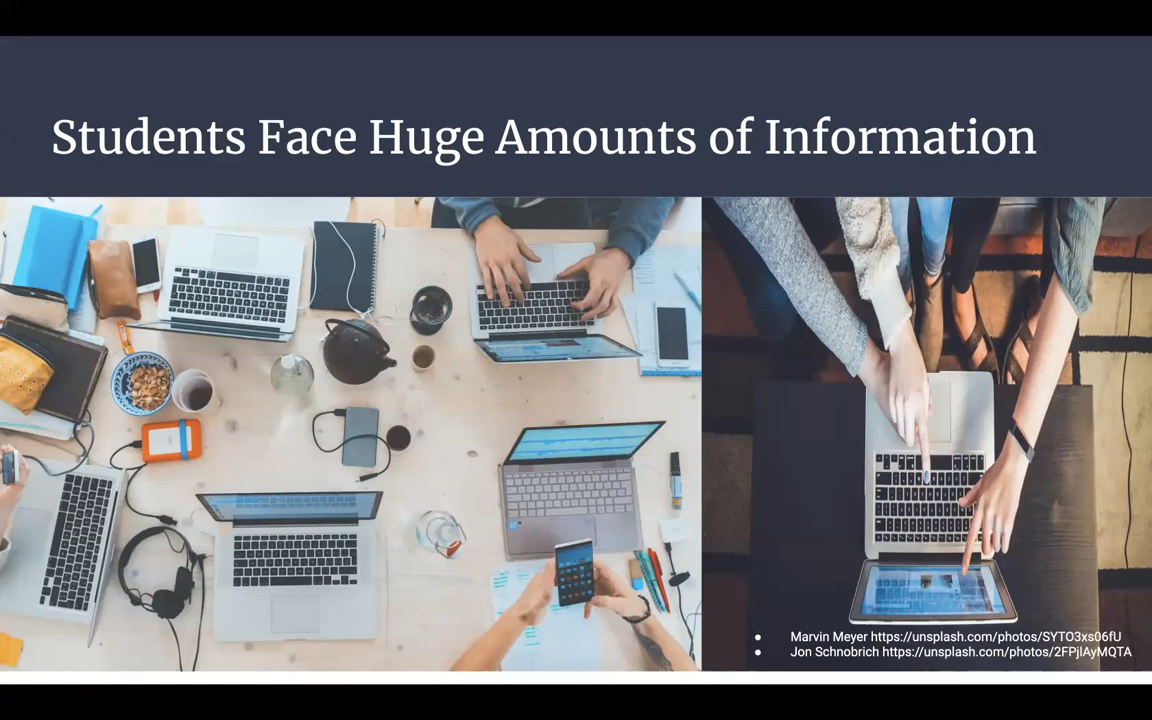 Students Face Huge Amounts of Information
● Marvin Meyer https://unsplash.com/photos/SYTO3xs06fU
● Jon Schnobrich https://unsplash.com/photos/2FPjlAyMQTA